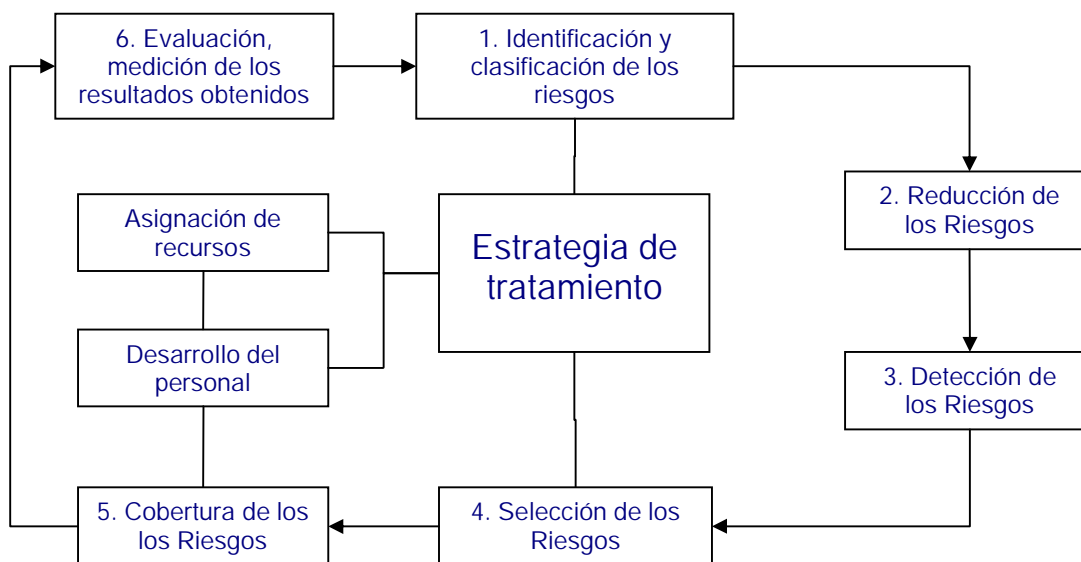 6. Evaluación,
medición de los
resultados obtenidos
1. Identificación y
clasificación de los
riesgos
2. Reducción de
los Riesgos
Asignación de
recursos
Estrategia de
tratamiento
Desarrollo del
personal
3. Detección de
los Riesgos
5. Cobertura de los
los Riesgos
4. Selección de los
Riesgos